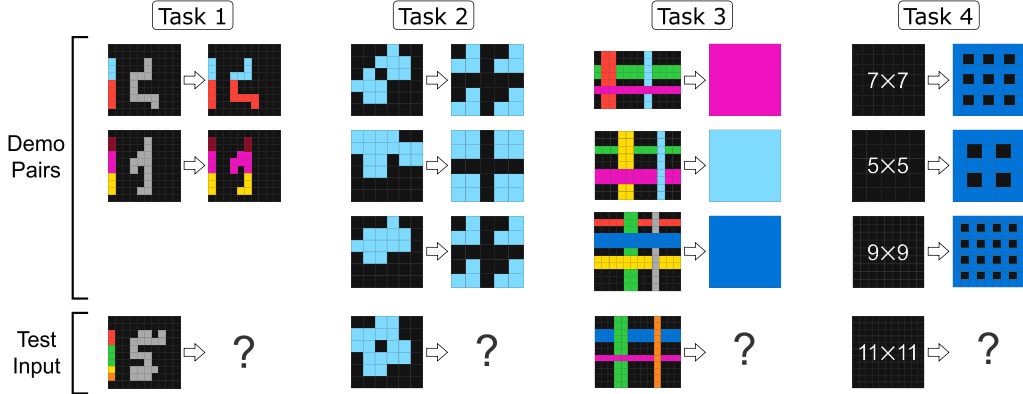 Task 1
Task 2
Task 3
Task 4
Demo
Pairs
7×7
5×5
9×9
Test
Input
?
?
?
11×11
?